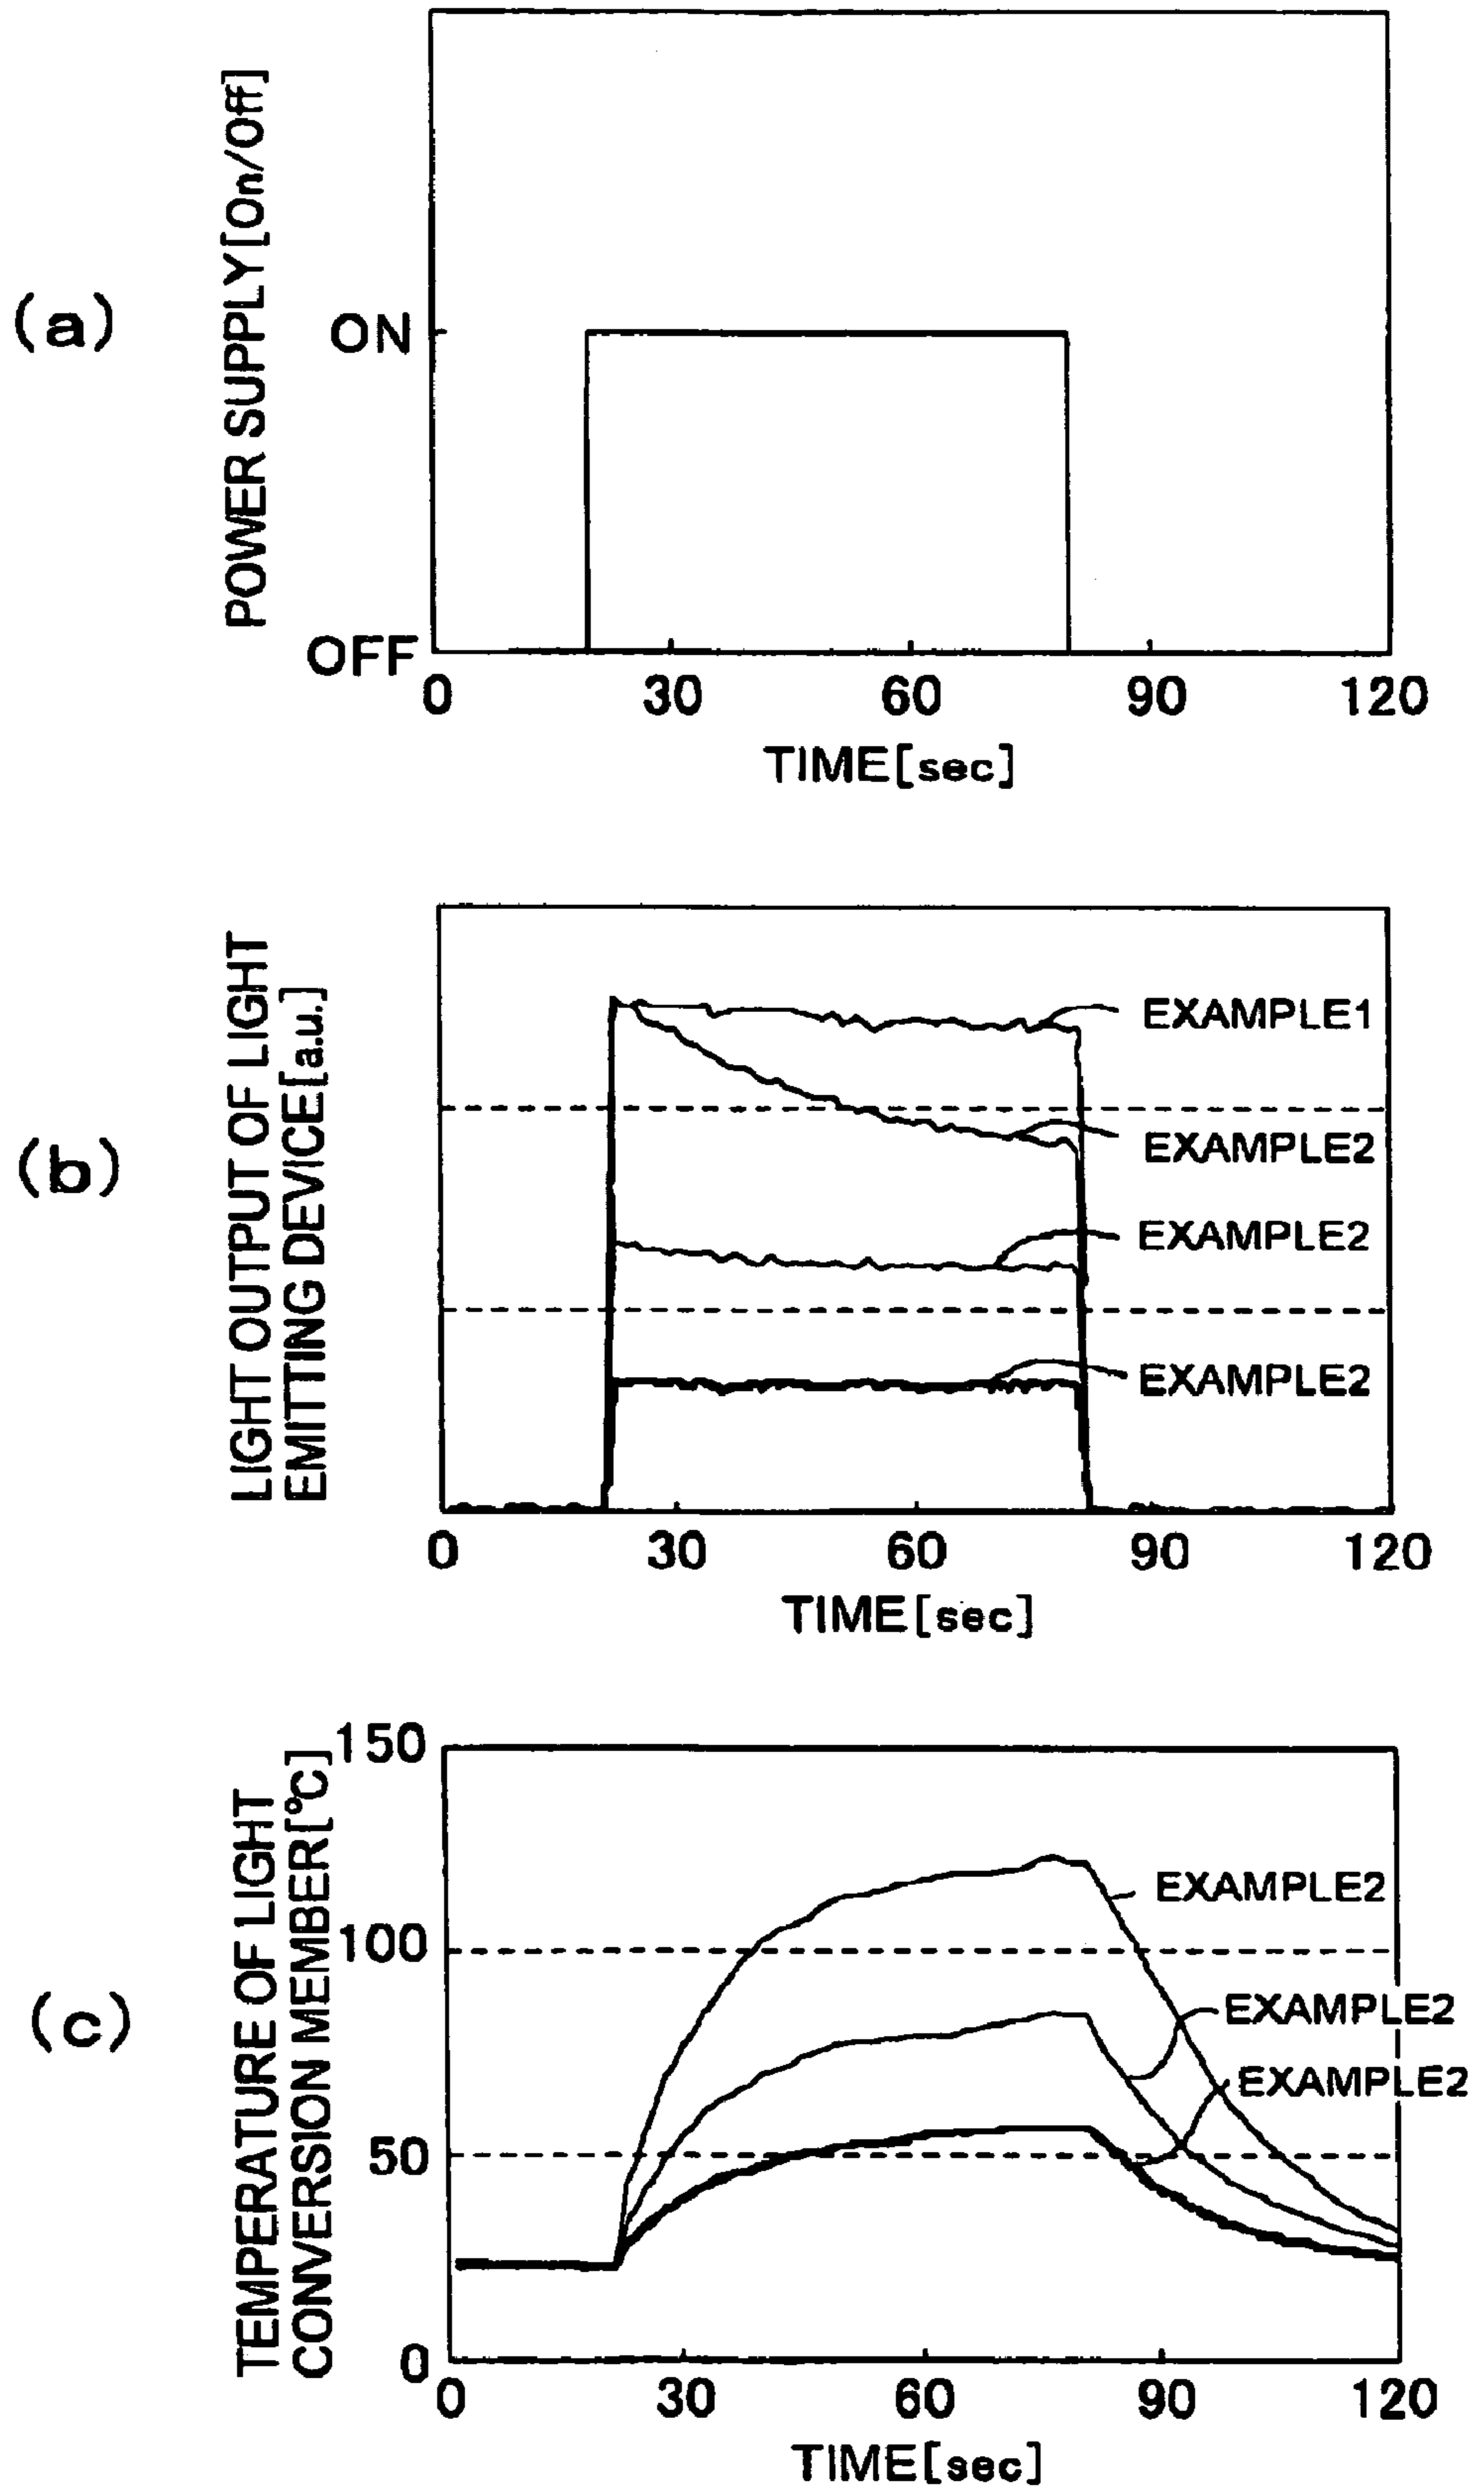 (a)
POWER SUPPLY[On/Off]
ON
OFF
0 30 60 90 120
TIME[sec]
(b)
LIGHT OUTPUT OF LIGHT
EMITTING DEVICE[a.u.]
EXAMPLE1
EXAMPLE2
EXAMPLE2
EXAMPLE2
0 30 60 90 120
TIME[sec]
(c)
TEMPERATURE OF LIGHT
CONVERSION MEMBER[°C]
150
100
50
0
EXAMPLE2
EXAMPLE2
EXAMPLE2
0 30 60 90 120
TIME[sec]